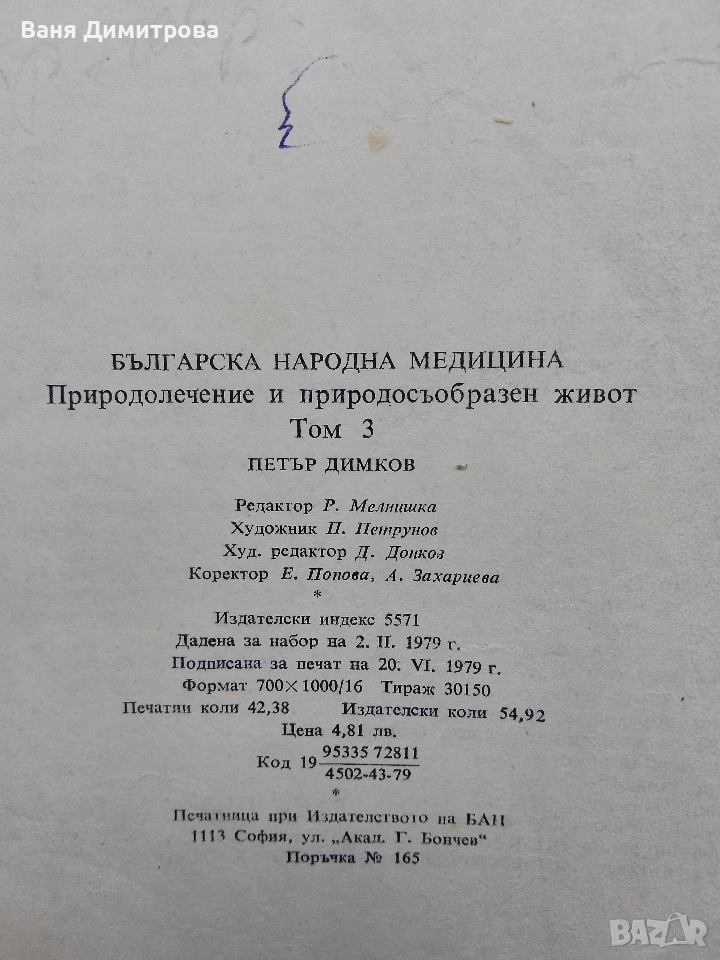 Ваня Димитрова
БЪЛГАРСКА НАРОДНА МЕДИЦИНА
Природолечение и природосъобразен живот
Том 3
ПЕТЪР ДИМКОВ
Редактор Р. Мелнишка
Художник П. Петрунов
Худ. редактор Д. Донков
Коректор Е. Попова, А. Захариева
*
Издателски индекс 5571
Дадена за набор на 2. II. 1979 г.
Подписана за печат на 20. VI. 1979 г.
Формат 700×1000/16 Тираж 30150
Печатни коли 42,38 Издателски коли 54,92
Цена 4,81 лв.
Код 19 95335 72811
4502-43-79
*
Печатница при Издателството на БАН
1113 София, ул. „Акад. Г. Бончев“
Поръчка № 165
BAZAR